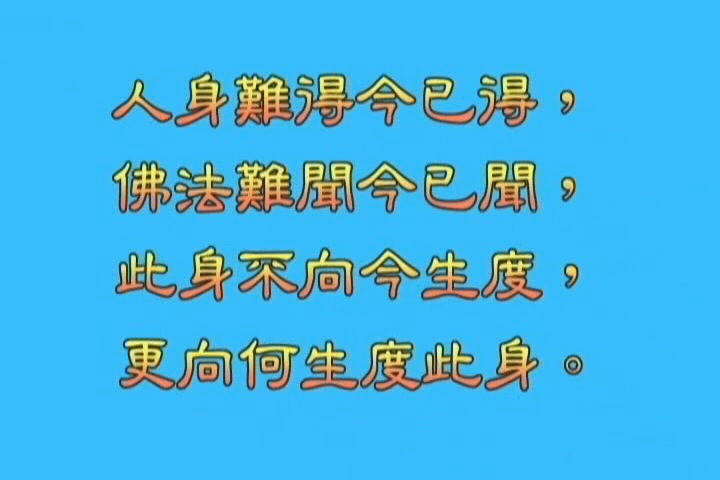 人身難得今已得，
佛法難聞今已聞，
此身不向今生度，
更向何生度此身。